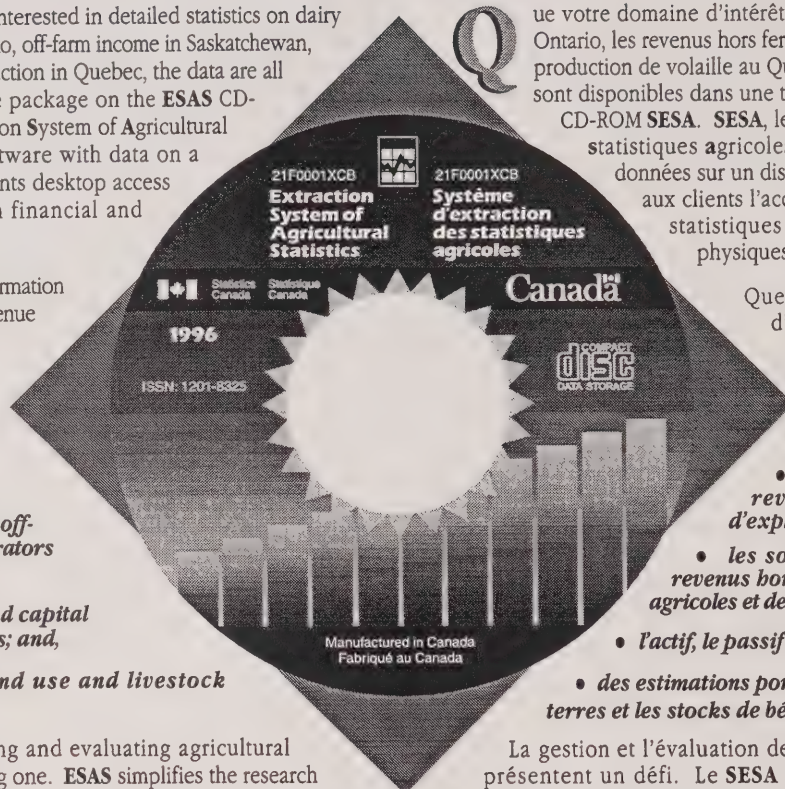 nterested in detailed statistics on dairy
o, off-farm income in Saskatchewan,
ction in Quebec, the data are all
e package on the ESAS CD-
on System of Agricultural
tware with data on a
nts desktop access
n financial and
rmation
enue
off-
rators
d capital
s; and,
nd use and livestock
ng and evaluating agricultural
g one. ESAS simplifies the research
21F0001XCB
Extraction
System of
Agricultural
Statistics
21F0001XCB
Système
d'extraction
des statistiques
agricoles
Statistics
Canada
Statistique
Canada
Canada
1996
ISSN: 1201-8325
COMPACT
disc
DATA STORAGE
Manufactured in Canada
Fabriqué au Canada
Que votre domaine d'intérêt
Ontario, les revenus hors fer
production de volaille au Qu
sont disponibles dans une t
CD-ROM SESA. SESA, le
statistiques agricole
données sur un dis
aux clients l'acc
statistiques
physiques
Que
d'
•
rev
d'exp
• les so
revenus hor
agricoles et de
• l'actif, le passif
• des estimations por
terres et les stocks de bé
La gestion et l'évaluation de
présentent un défi. Le SESA